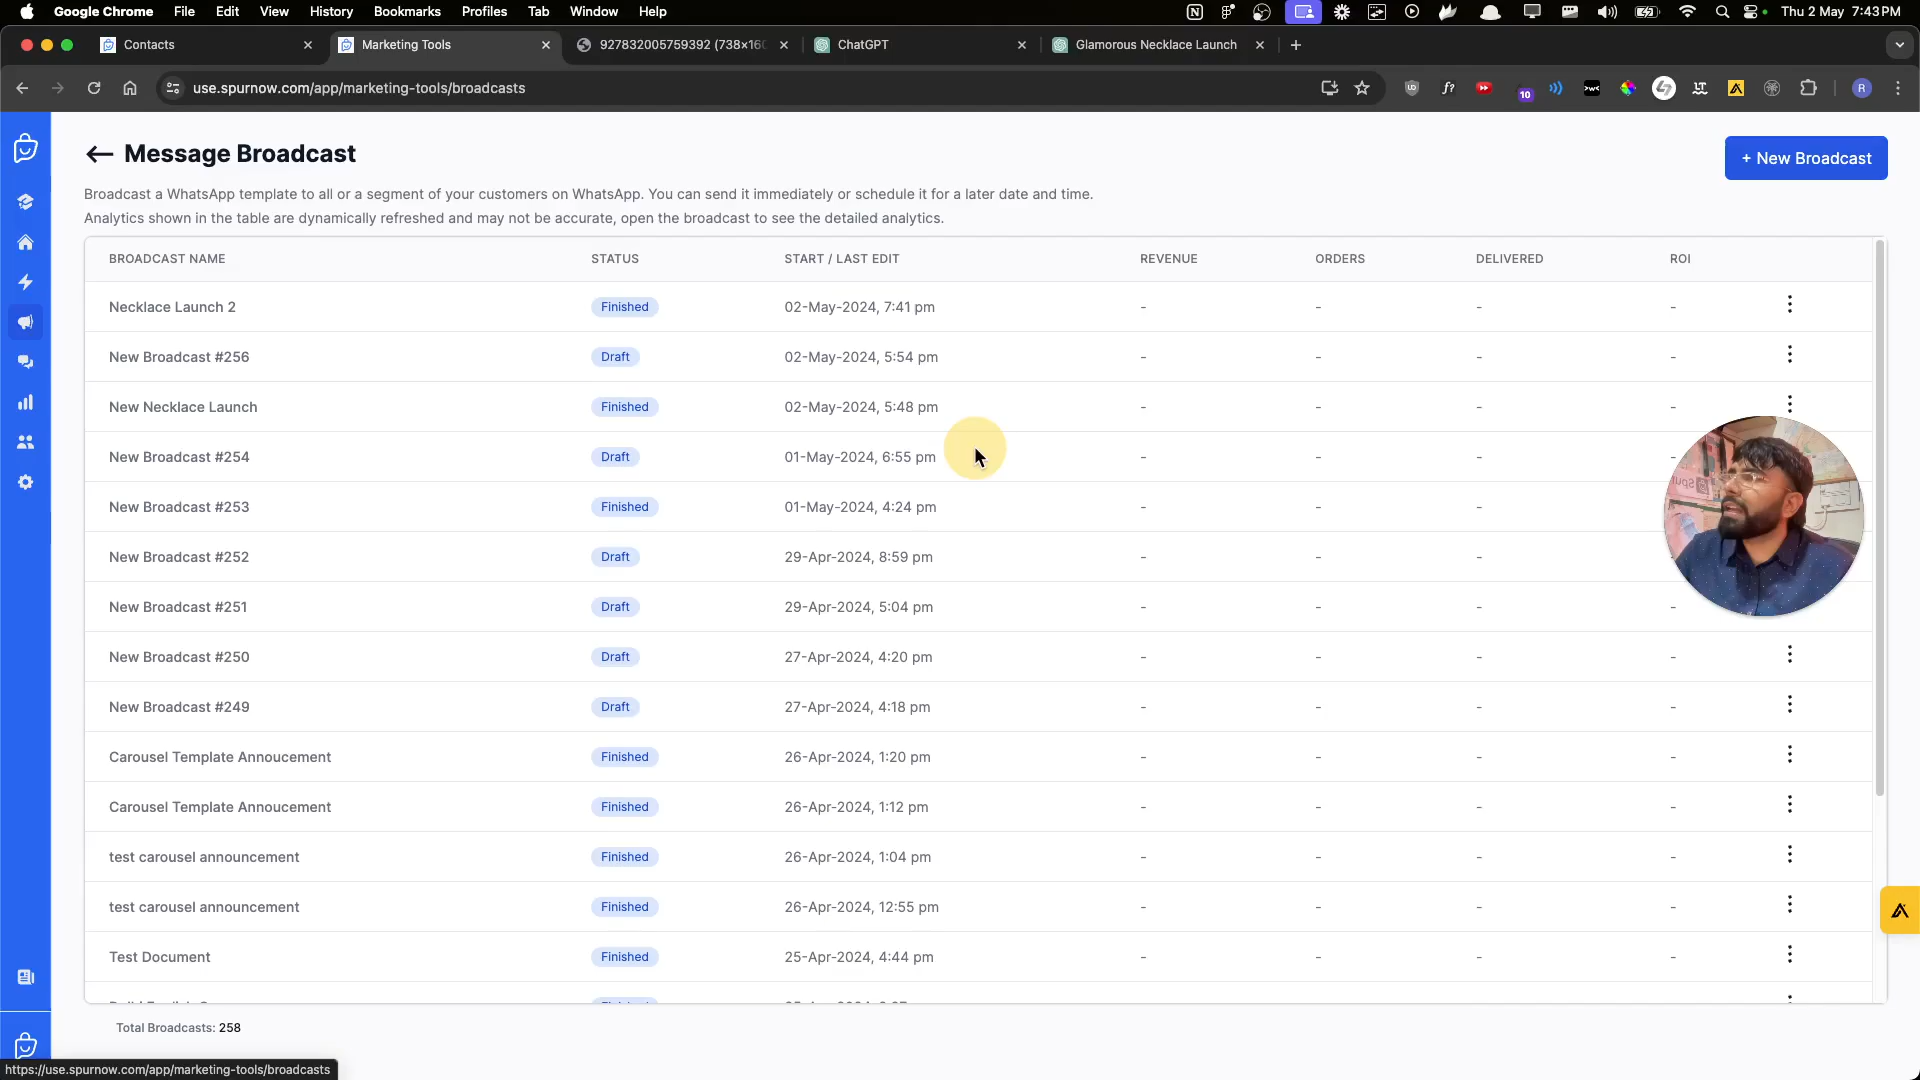 Google Chrome File Edit View History Bookmarks Profiles Tab Window Help
Thu 2 May 7:43 PM
Contacts
Marketing Tools
927832005759392 (738×16
ChatGPT
Glamorous Necklace Launch
use.spurnow.com/app/marketing-tools/broadcasts
10
R
Message Broadcast
+ New Broadcast
Broadcast a WhatsApp template to all or a segment of your customers on WhatsApp. You can send it immediately or schedule it for a later date and time.
Analytics shown in the table are dynamically refreshed and may not be accurate, open the broadcast to see the detailed analytics.
BROADCAST NAME STATUS START / LAST EDIT REVENUE ORDERS DELIVERED ROI
Necklace Launch 2 Finished 02-May-2024, 7:41 pm - - - -
New Broadcast #256 Draft 02-May-2024, 5:54 pm - - - -
New Necklace Launch Finished 02-May-2024, 5:48 pm - - - -
New Broadcast #254 Draft 01-May-2024, 6:55 pm - - - -
New Broadcast #253 Finished 01-May-2024, 4:24 pm - - -
New Broadcast #252 Draft 29-Apr-2024, 8:59 pm - - - -
New Broadcast #251 Draft 29-Apr-2024, 5:04 pm - - - -
New Broadcast #250 Draft 27-Apr-2024, 4:20 pm - - - -
New Broadcast #249 Draft 27-Apr-2024, 4:18 pm - - - -
Carousel Template Annoucement Finished 26-Apr-2024, 1:20 pm - - - -
Carousel Template Annoucement Finished 26-Apr-2024, 1:12 pm - - - -
test carousel announcement Finished 26-Apr-2024, 1:04 pm - - - -
test carousel announcement Finished 26-Apr-2024, 12:55 pm - - - -
Test Document Finished 25-Apr-2024, 4:44 pm - - - -
Total Broadcasts: 258
https://use.spurnow.com/app/marketing-tools/broadcasts